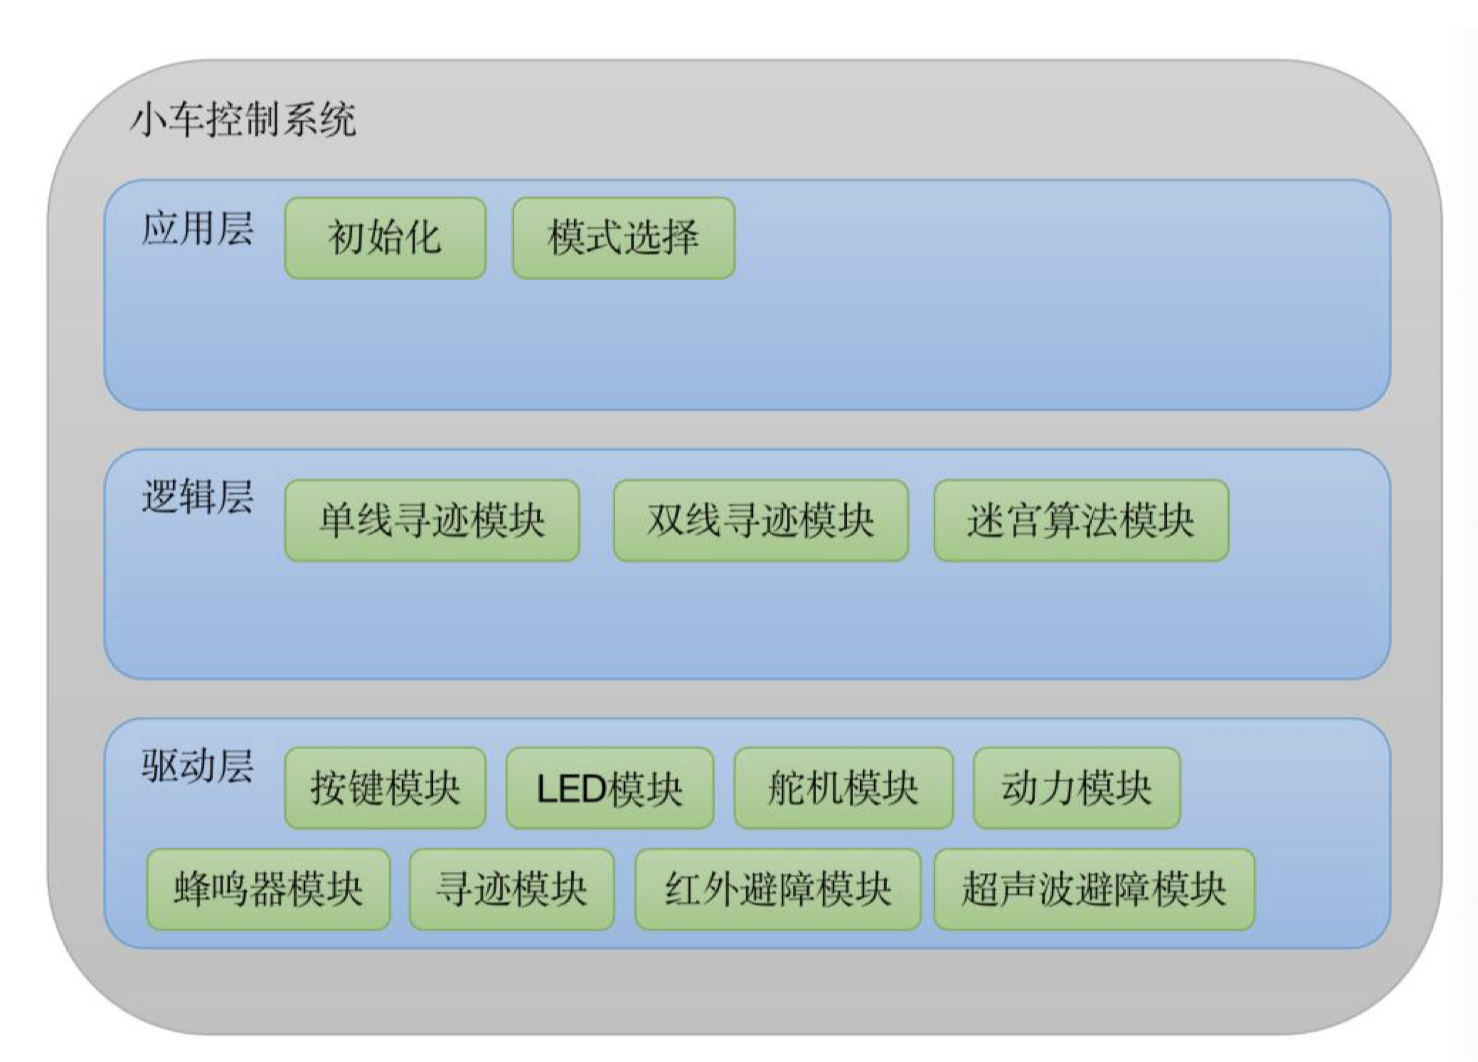 小车控制系统
应用层 初始化 模式选择
逻辑层 单线寻迹模块 双线寻迹模块 迷宫算法模块
驱动层 按键模块 LED模块 舵机模块 动力模块
蜂鸣器模块 寻迹模块 红外避障模块 超声波避障模块